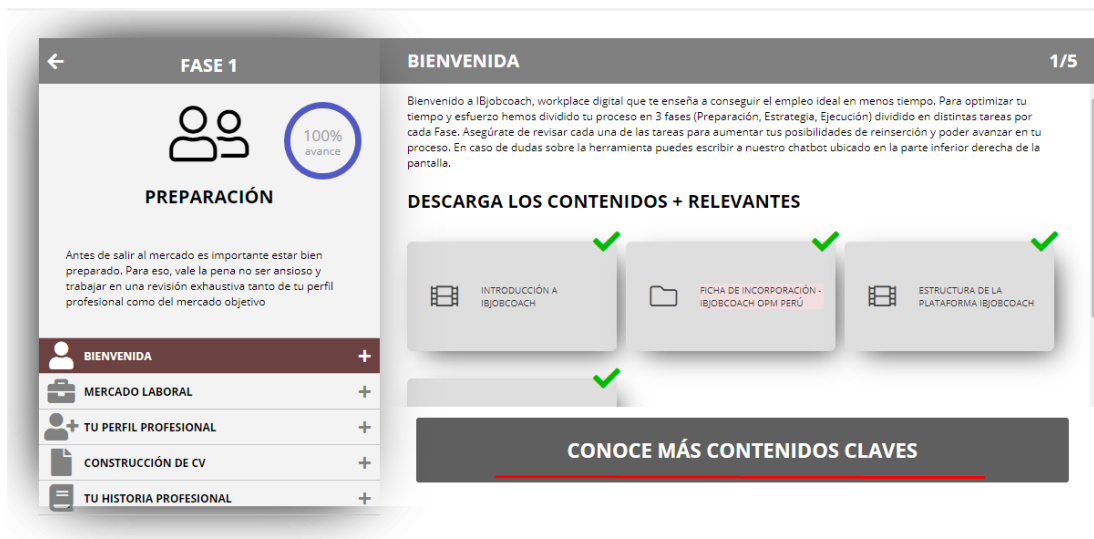 FASE 1
100%
avance
PREPARACIÓN
Antes de salir al mercado es importante estar bien
preparado. Para eso, vale la pena no ser ansioso y
trabajar en una revisión exhaustiva tanto de tu perfil
profesional como del mercado objetivo
BIENVENIDA +
MERCADO LABORAL +
TU PERFIL PROFESIONAL +
CONSTRUCCIÓN DE CV +
TU HISTORIA PROFESIONAL +
BIENVENIDA 1/5
Bienvenido a IBjobcoach, workplace digital que te enseña a conseguir el empleo ideal en menos tiempo. Para optimizar tu
tiempo y esfuerzo hemos dividido tu proceso en 3 fases (Preparación, Estrategia, Ejecución) dividido en distintas tareas por
cada Fase. Asegúrate de revisar cada una de las tareas para aumentar tus posibilidades de reinserción y poder avanzar en tu
proceso. En caso de dudas sobre la herramienta puedes escribir a nuestro chatbot ubicado en la parte inferior derecha de la
pantalla.
DESCARGA LOS CONTENIDOS + RELEVANTES
INTRODUCCIÓN A
IBJOBCOACH
FICHA DE INCORPORACIÓN -
IBJOBCOACH OPM PERÚ
ESTRUCTURA DE LA
PLATAFORMA IBJOBCOACH
CONOCE MÁS CONTENIDOS CLAVES